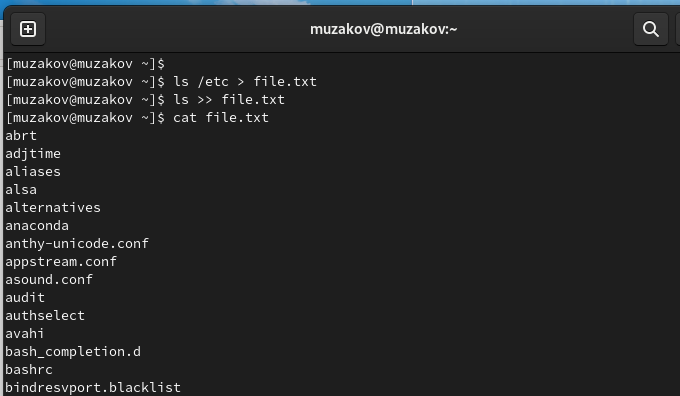 muzakov@muzakov:~
[muzakov@muzakov ~]$
[muzakov@muzakov ~]$ ls /etc > file.txt
[muzakov@muzakov ~]$ ls >> file.txt
[muzakov@muzakov ~]$ cat file.txt
abrt
adjtime
aliases
alsa
alternatives
anaconda
anthy-unicode.conf
appstream.conf
asound.conf
audit
authselect
avahi
bash_completion.d
bashrc
bindresvport.blacklist